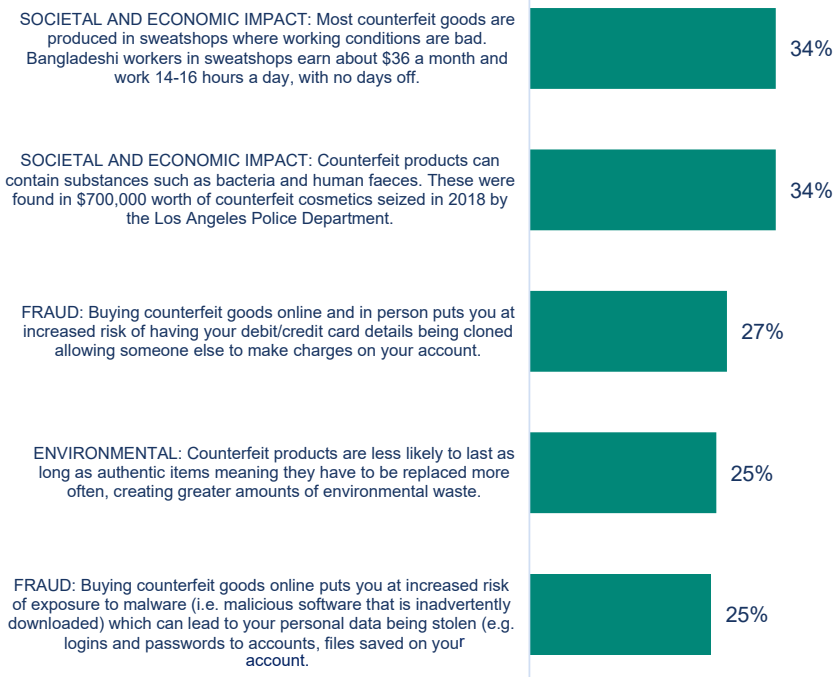 SOCIETAL AND ECONOMIC IMPACT: Most counterfeit goods are
produced in sweatshops where working conditions are bad.
Bangladeshi workers in sweatshops earn about $36 a month and
work 14-16 hours a day, with no days off.
34%
SOCIETAL AND ECONOMIC IMPACT: Counterfeit products can
contain substances such as bacteria and human faeces. These were
found in $700,000 worth of counterfeit cosmetics seized in 2018 by
the Los Angeles Police Department.
34%
FRAUD: Buying counterfeit goods online and in person puts you at
increased risk of having your debit/credit card details being cloned
allowing someone else to make charges on your account.
27%
ENVIRONMENTAL: Counterfeit products are less likely to last as
long as authentic items meaning they have to be replaced more
often, creating greater amounts of environmental waste.
25%
FRAUD: Buying counterfeit goods online puts you at increased risk
of exposure to malware (i.e. malicious software that is inadvertently
downloaded) which can lead to your personal data being stolen (e.g.
logins and passwords to accounts, files saved on your
account.
25%